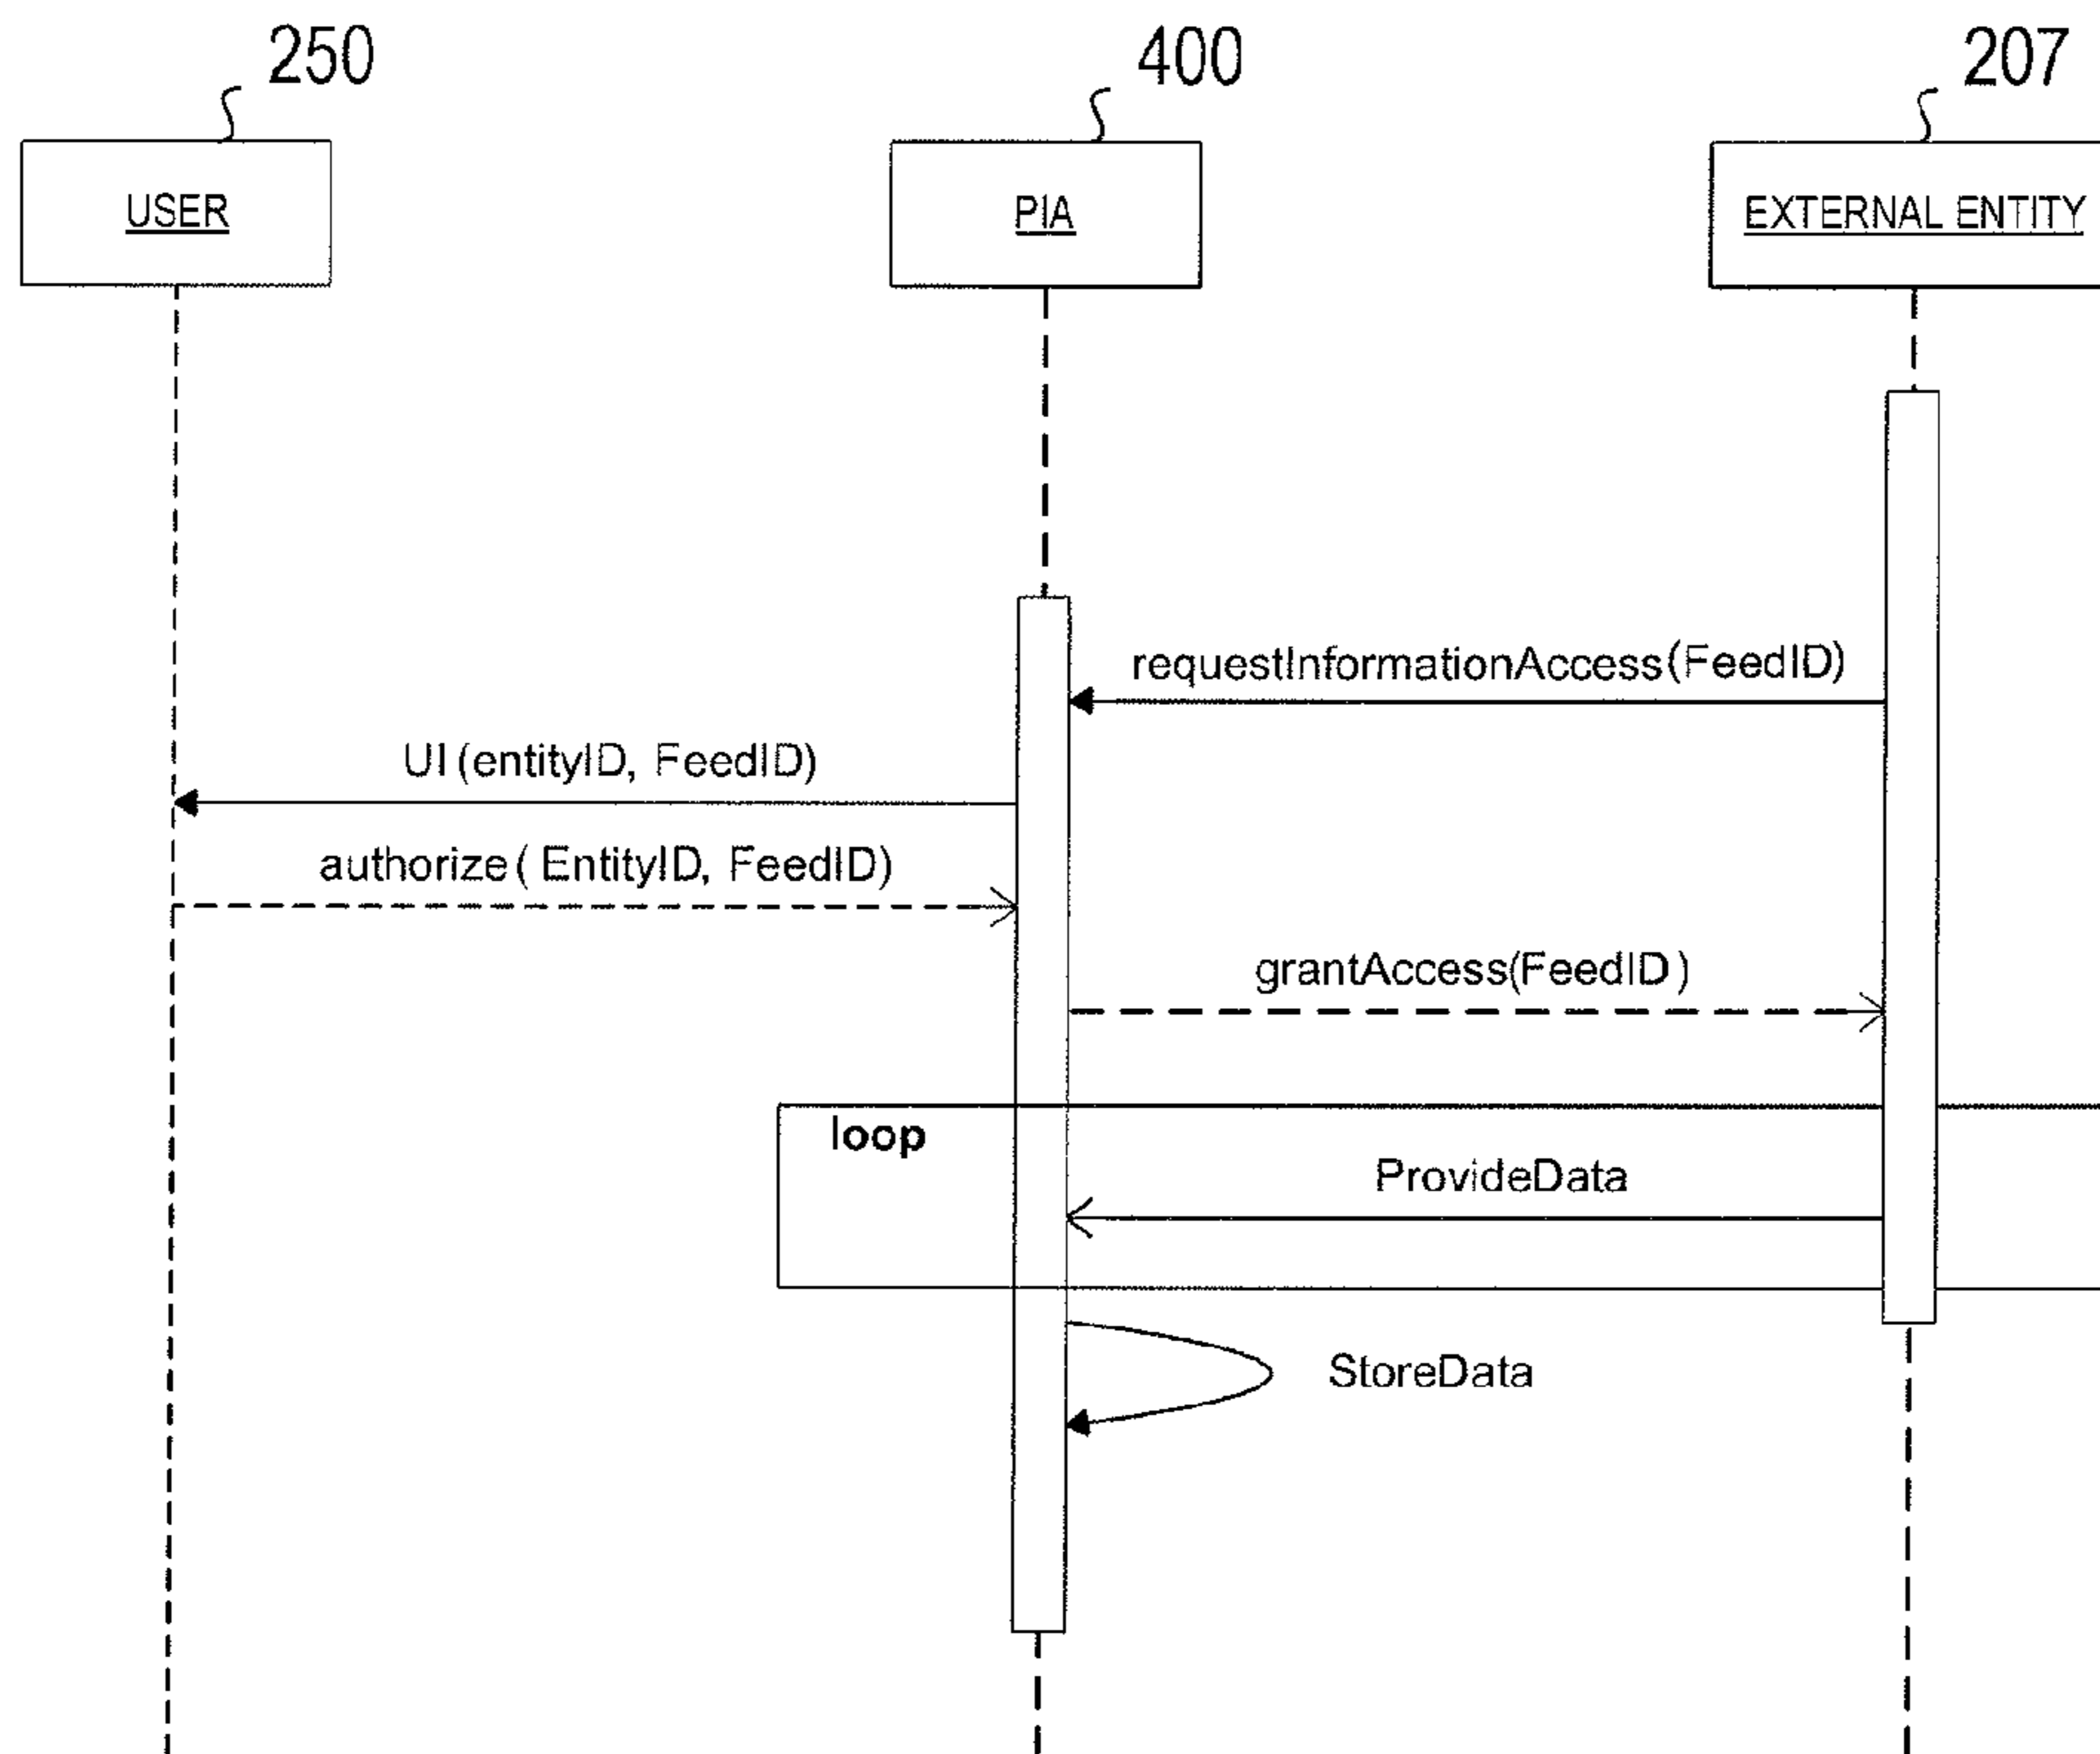 250
400
207
USER
PIA
EXTERNAL ENTITY
requestInformationAccess(FeedID)
UI (entityID, FeedID)
authorize ( EntityID, FeedID)
grantAccess(FeedID )
loop
ProvideData
StoreData